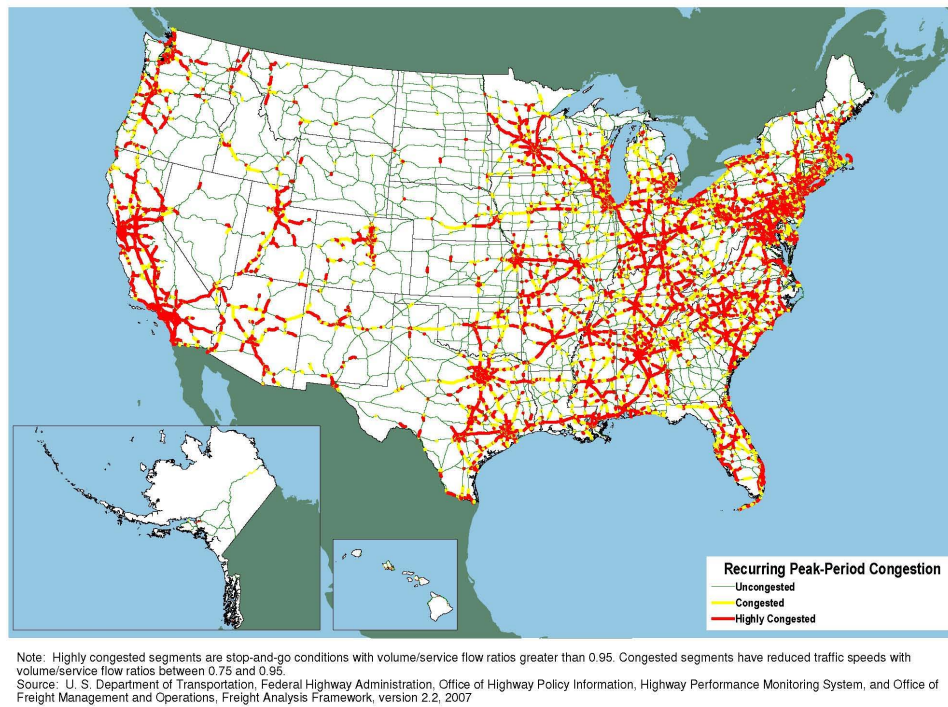 Recurring Peak-Period Congestion
Uncongested
Congested
Highly Congested
Note: Highly congested segments are stop-and-go conditions with volume/service flow ratios greater than 0.95. Congested segments have reduced traffic speeds with
volume/service flow ratios between 0.75 and 0.95.
Source: U. S. Department of Transportation, Federal Highway Administration, Office of Highway Policy Information, Highway Performance Monitoring System, and Office of
Freight Management and Operations, Freight Analysis Framework, version 2.2, 2007